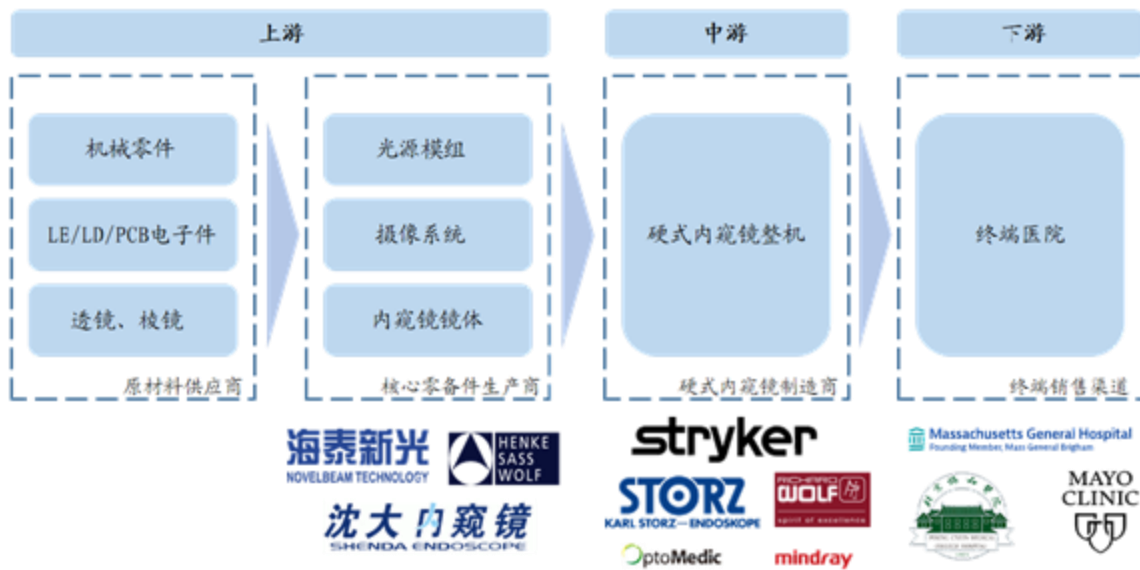 上游
中游
下游
机械零件
LE/LD/PCB电子件
透镜、棱镜
原材料供应商
光源模组
摄像系统
内窥镜镜体
核心零备件生产商
硬式内窥镜整机
硬式内窥镜制造商
终端医院
终端销售渠道
海泰新光
NOVELBEAM TECHNOLOGY
HENKE
SASS
WOLF
沈大内窥镜
SHENDA ENDOSCOPE
stryker
STORZ
KARL STORZ—ENDOSKOPE
RICHARD
WOLF
spirit of excellence
OptoMedic
mindray
Massachusetts General Hospital
Founding Member, Mass General Brigham
MAYO
CLINIC